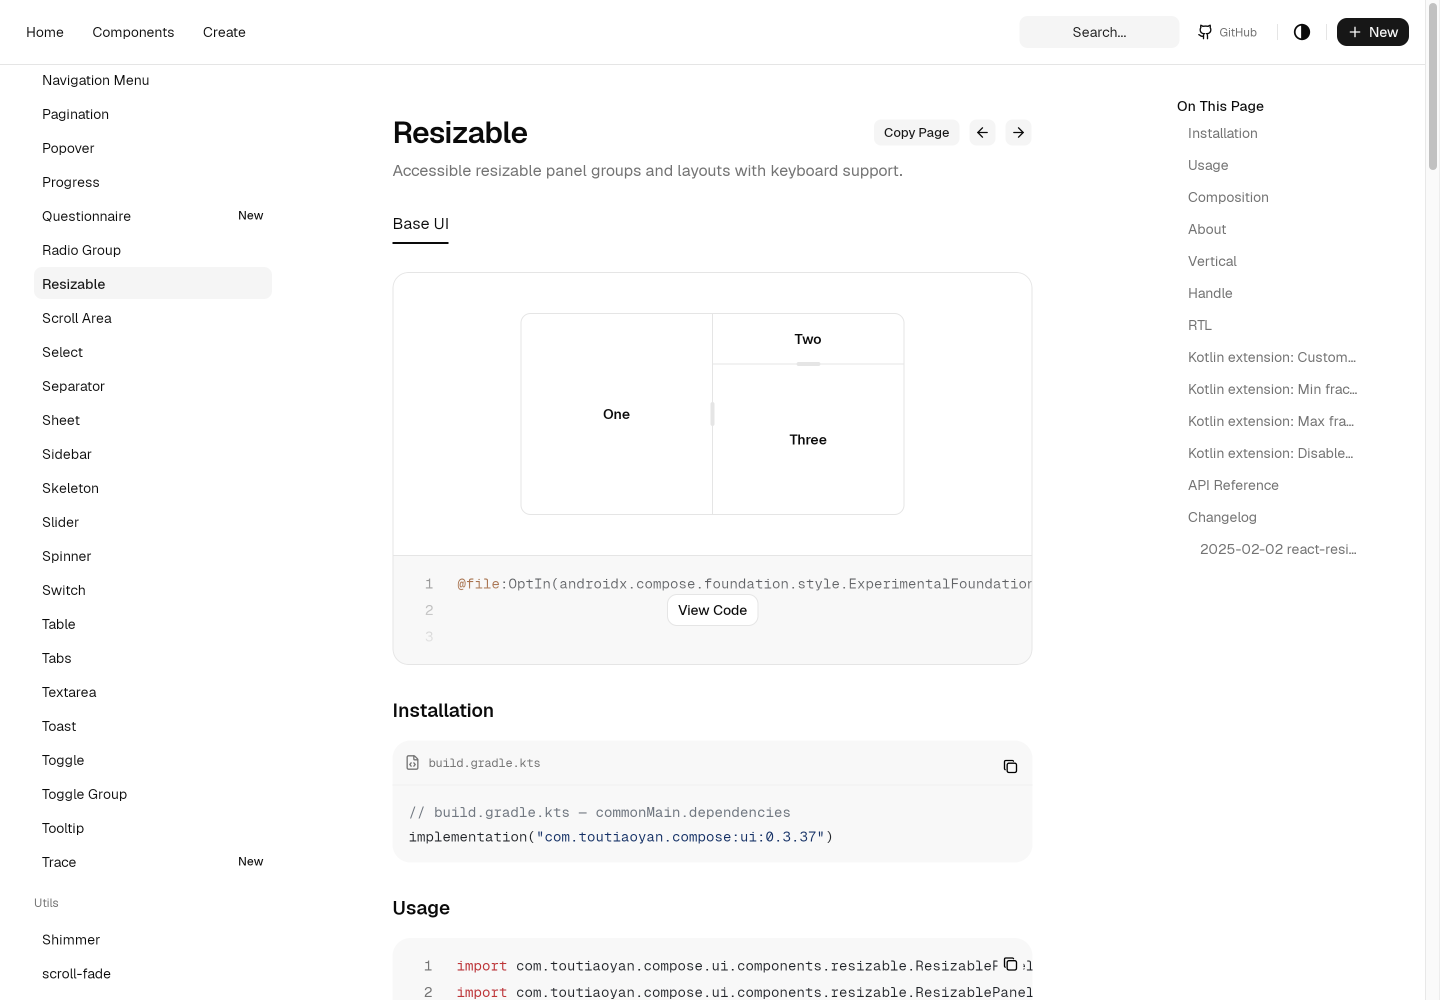 Home
Components
Create
Search...
GitHub
New
Navigation Menu
Pagination
Popover
Progress
Questionnaire New
Radio Group
Resizable
Scroll Area
Select
Separator
Sheet
Sidebar
Skeleton
Slider
Spinner
Switch
Table
Tabs
Textarea
Toast
Toggle
Toggle Group
Tooltip
Trace New
Utils
Shimmer
scroll-fade
Resizable
Copy Page
Accessible resizable panel groups and layouts with keyboard support.
Base UI
One
Two
Three
1 @file:OptIn(androidx.compose.foundation.style.ExperimentalFoundation
2
3
View Code
Installation
build.gradle.kts
// build.gradle.kts — commonMain.dependencies
implementation("com.toutiaoyan.compose:ui:0.3.37")
Usage
1 import com.toutiaoyan.compose.ui.components.resizable.Resizable
2 import com.toutiaoyan.compose.ui.components.resizable.ResizablePanel
On This Page
Installation
Usage
Composition
About
Vertical
Handle
RTL
Kotlin extension: Custom...
Kotlin extension: Min frac...
Kotlin extension: Max fra...
Kotlin extension: Disable...
API Reference
Changelog
2025-02-02 react-resi...